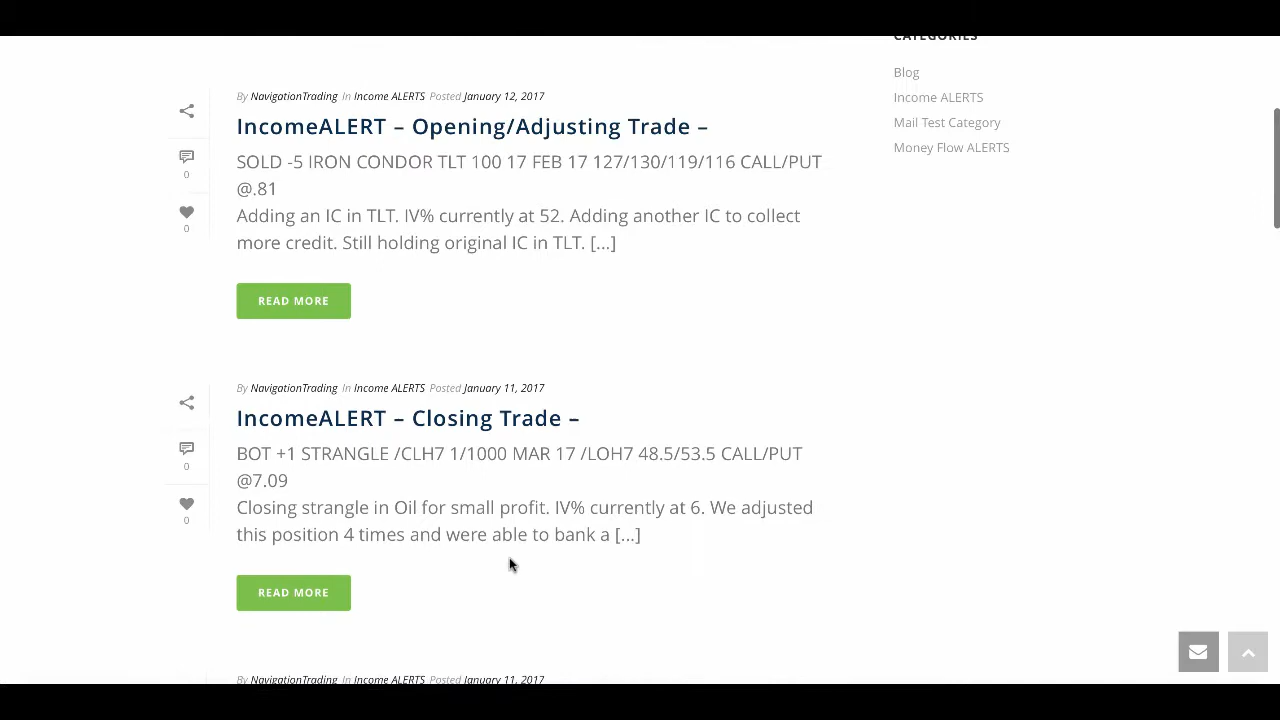 CATEGORIES
Blog
Income ALERTS
Mail Test Category
Money Flow ALERTS
By NavigationTrading In Income ALERTS Posted January 12, 2017
IncomeALERT – Opening/Adjusting Trade –
SOLD -5 IRON CONDOR TLT 100 17 FEB 17 127/130/119/116 CALL/PUT
@.81
Adding an IC in TLT. IV% currently at 52. Adding another IC to collect
more credit. Still holding original IC in TLT. [...]
0
0
READ MORE
By NavigationTrading In Income ALERTS Posted January 11, 2017
IncomeALERT – Closing Trade –
BOT +1 STRANGLE /CLH7 1/1000 MAR 17 /LOH7 48.5/53.5 CALL/PUT
@7.09
Closing strangle in Oil for small profit. IV% currently at 6. We adjusted
this position 4 times and were able to bank a [...]
0
0
READ MORE
By NavigationTrading In Income ALERTS Posted January 11, 2017